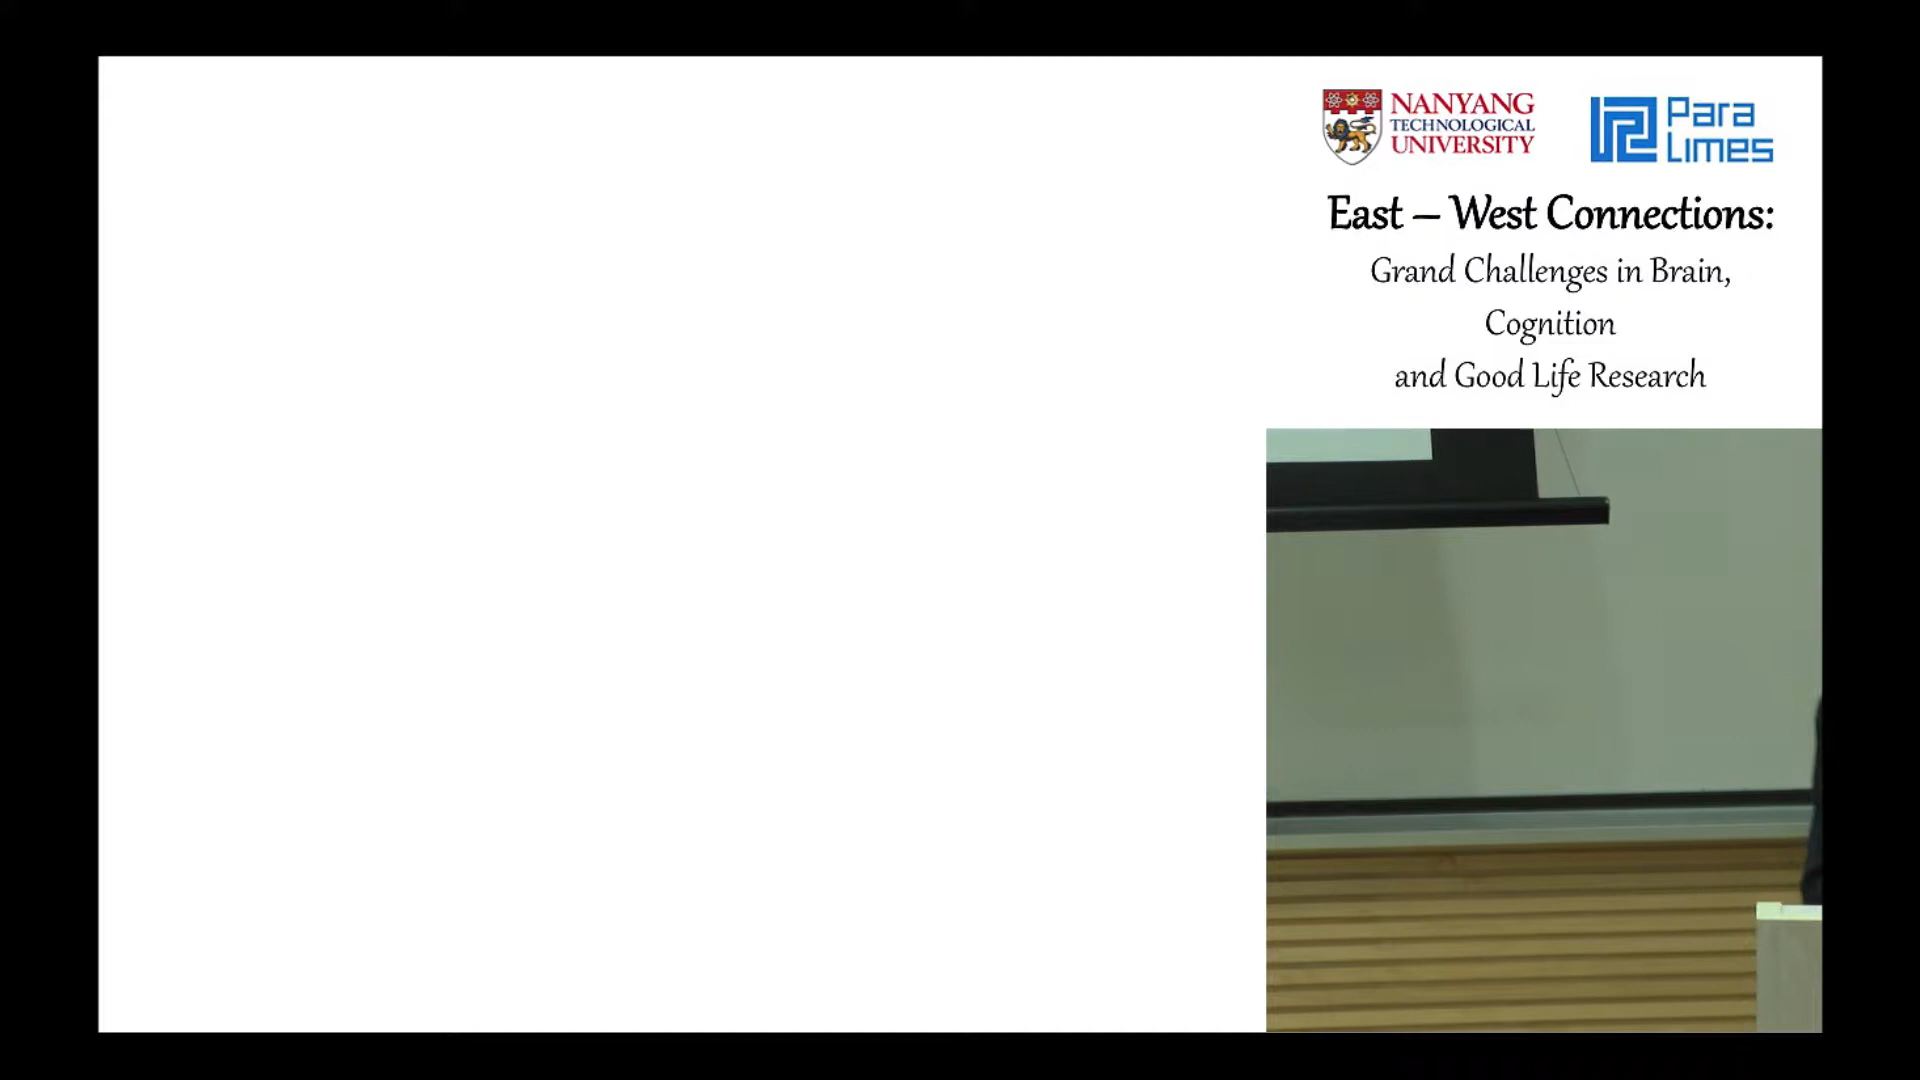 NANYANG
TECHNOLOGICAL
UNIVERSITY
Para
Limes
East – West Connections:
Grand Challenges in Brain,
Cognition
and Good Life Research